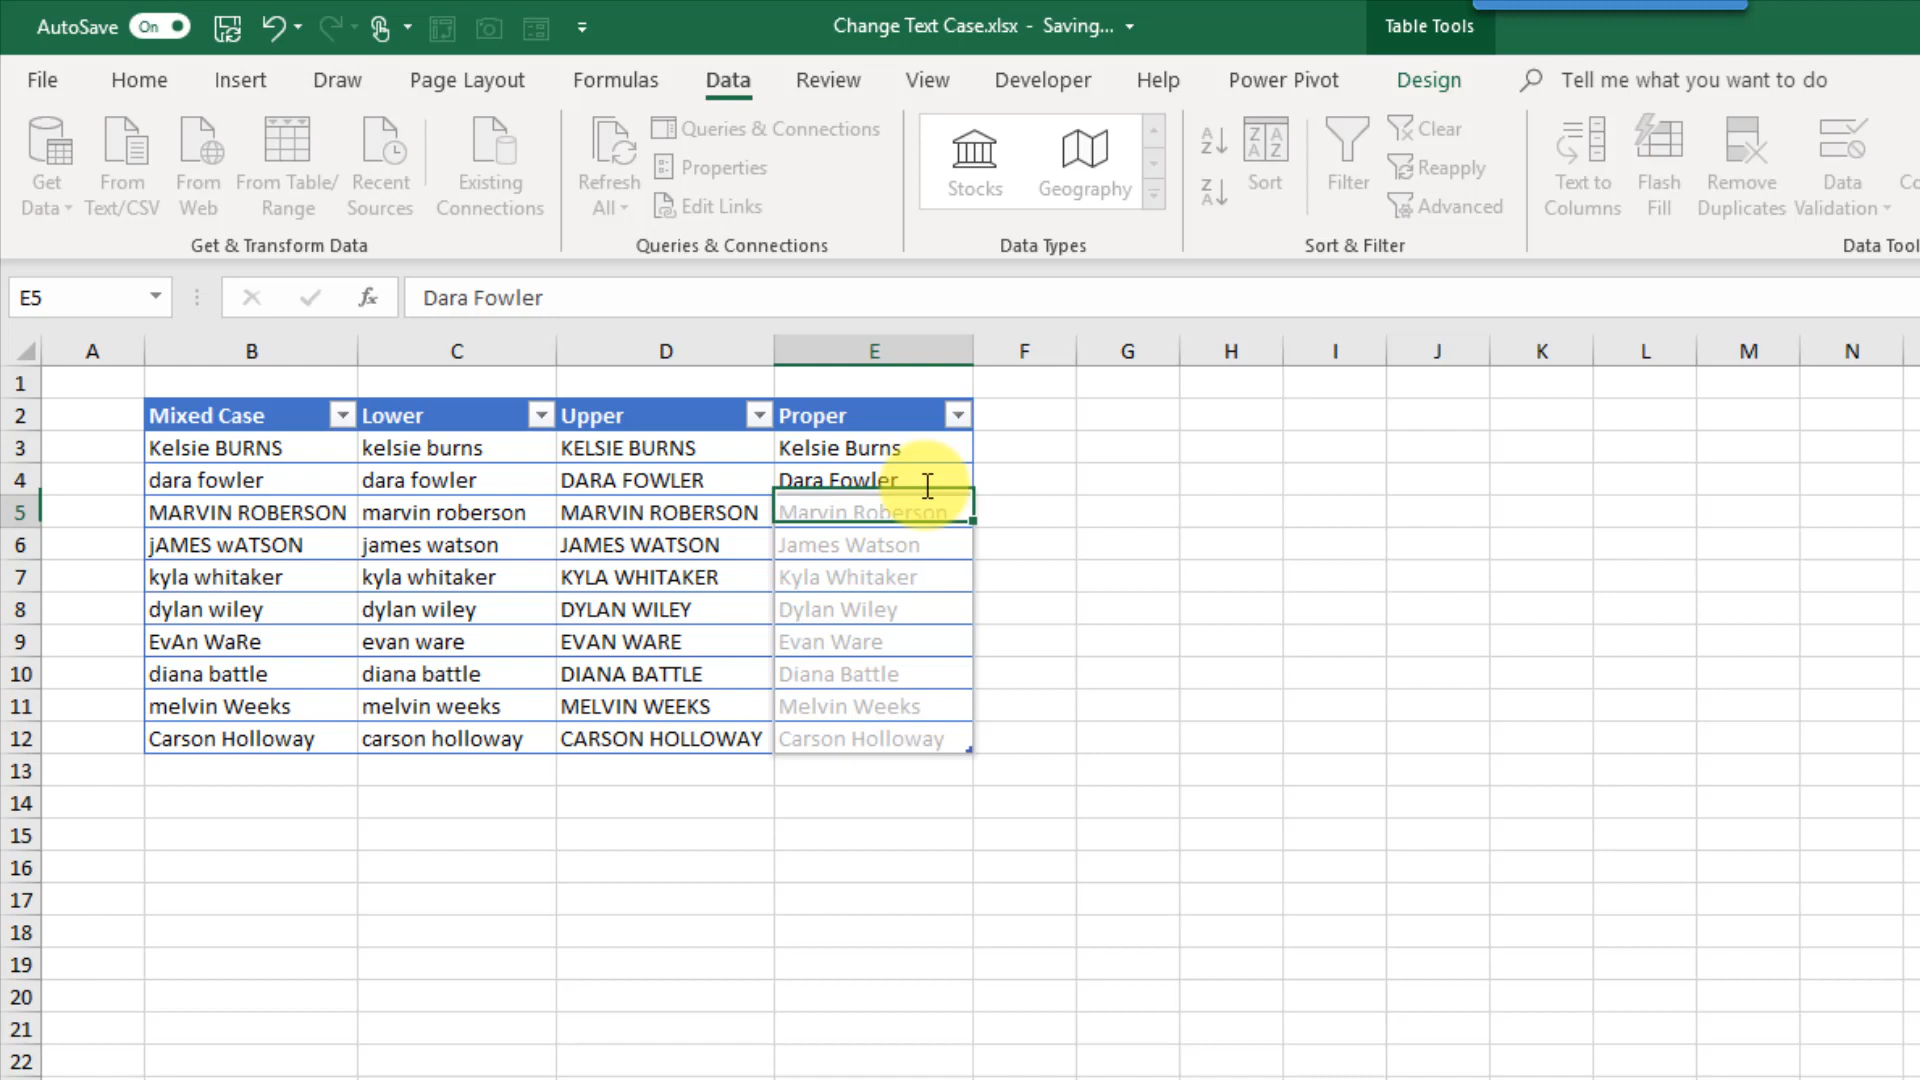 AutoSave On Change Text Case.xlsx - Saving... Table Tools
File Home Insert Draw Page Layout Formulas Data Review View Developer Help Power Pivot Design Tell me what you want to do
Get Data From Text/CSV From Web From Table/ Range Recent Sources Existing Connections
Get & Transform Data
Refresh All Queries & Connections
Properties
Edit Links
Queries & Connections
Stocks Geography
Data Types
A Z Z A Z A A Z Sort Filter Clear
Reapply
Advanced
Sort & Filter
Text to Columns Flash Fill Remove Duplicates Data Validation Co
Data Tool
E5 fx Dara Fowler
A B C D E F G H I J K L M N
1
2 Mixed Case Lower Upper Proper
3 Kelsie BURNS kelsie burns KELSIE BURNS Kelsie Burns
4 dara fowler dara fowler DARA FOWLER Dara Fowler
5 MARVIN ROBERSON marvin roberson MARVIN ROBERSON Marvin Roberson
6 jAMES wATSON james watson JAMES WATSON James Watson
7 kyla whitaker kyla whitaker KYLA WHITAKER Kyla Whitaker
8 dylan wiley dylan wiley DYLAN WILEY Dylan Wiley
9 EvAn WaRe evan ware EVAN WARE Evan Ware
10 diana battle diana battle DIANA BATTLE Diana Battle
11 melvin Weeks melvin weeks MELVIN WEEKS Melvin Weeks
12 Carson Holloway carson holloway CARSON HOLLOWAY Carson Holloway
13
14
15
16
17
18
19
20
21
22